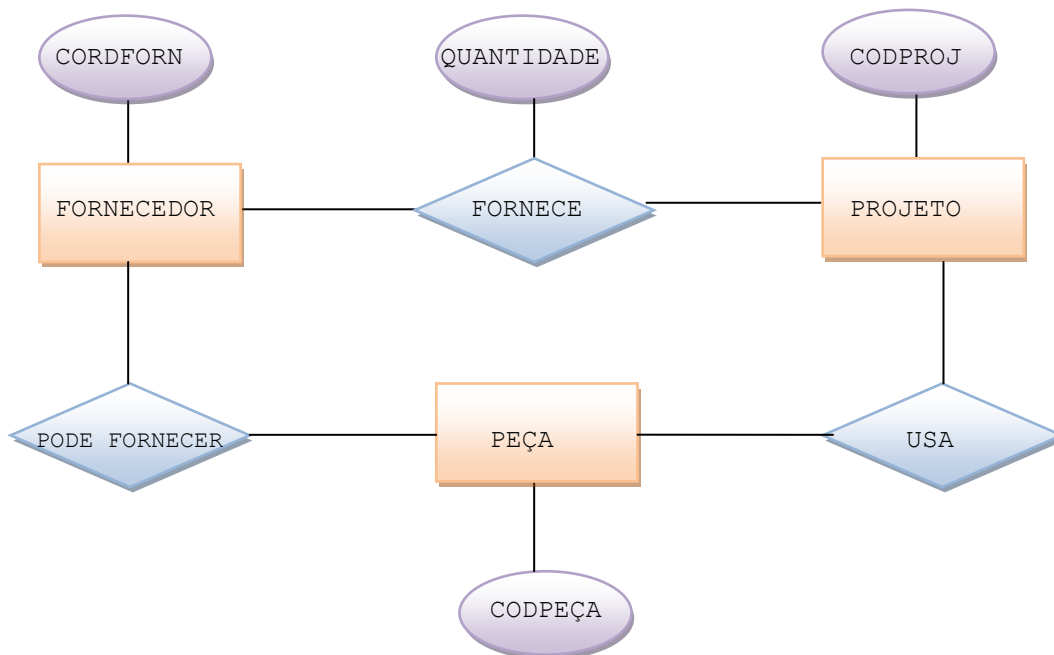 CORDFORN
QUANTIDADE
CODPROJ
FORNECEDOR
FORNECE
PROJETO
PODE FORNECER
PEÇA
USA
CODPEÇA